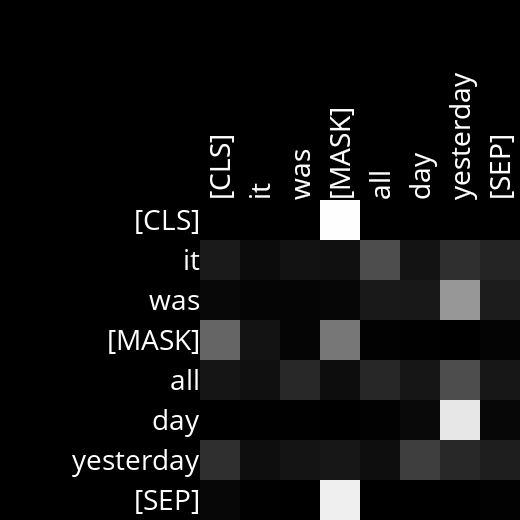 [CLS]
it
was
[MASK]
all
day
yesterday
[SEP]
[CLS]
it
was
[MASK]
all
day
yesterday
[SEP]